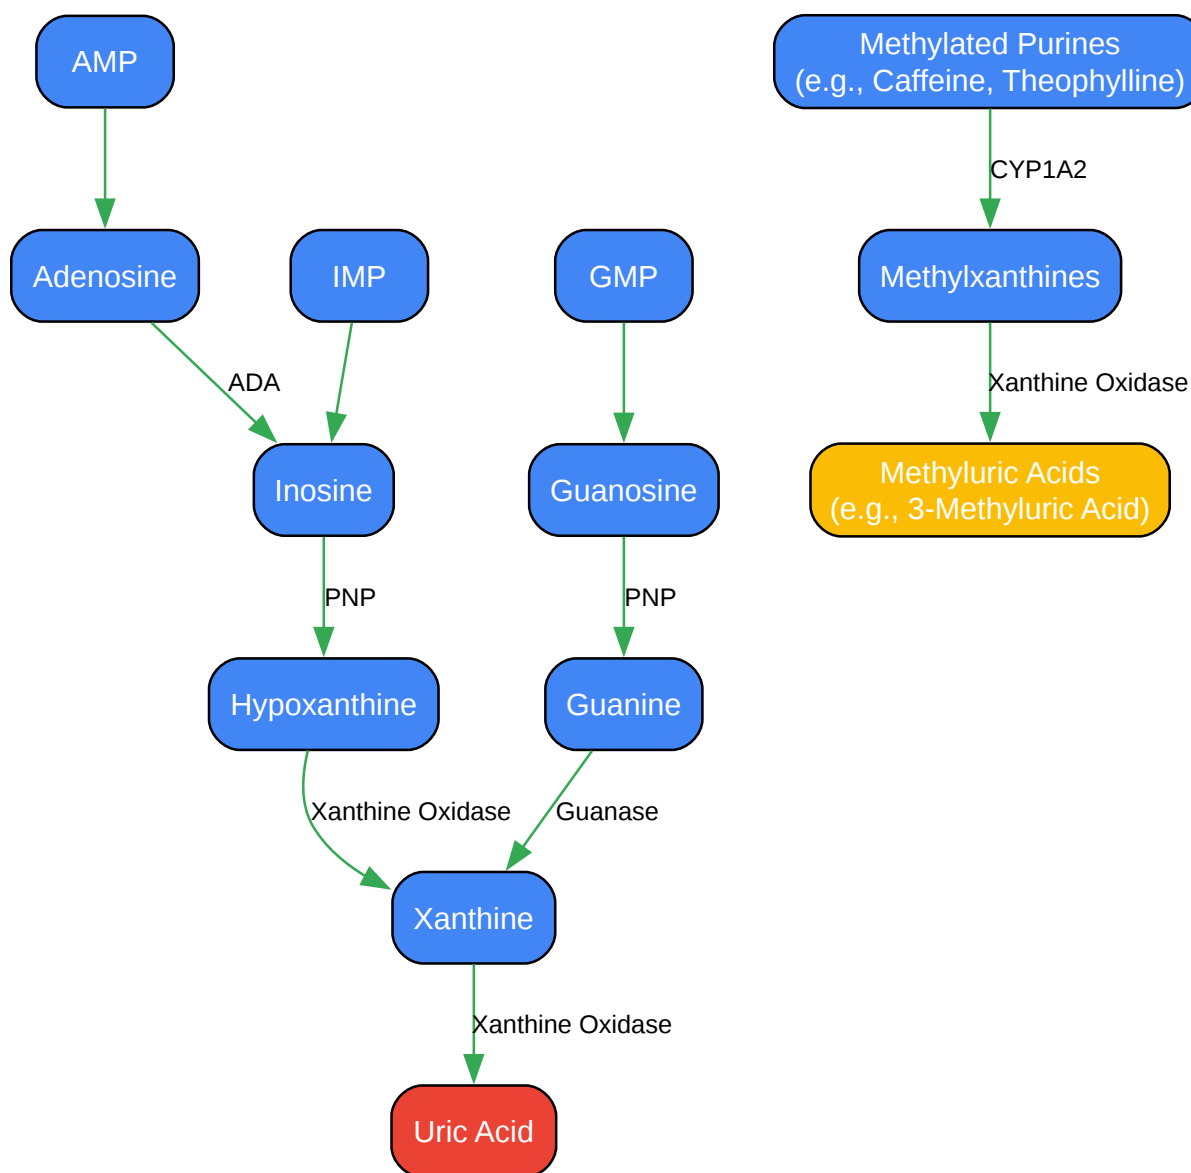 AMP
Methylated Purines
(e.g., Caffeine, Theophylline)
CYP1A2
Adenosine
IMP
GMP
Methylxanthines
ADA
Xanthine Oxidase
Inosine
Guanosine
Methyluric Acids
(e.g., 3-Methyluric Acid)
PNP
PNP
Hypoxanthine
Guanine
Xanthine Oxidase
Guanase
Xanthine
Xanthine Oxidase
Uric Acid